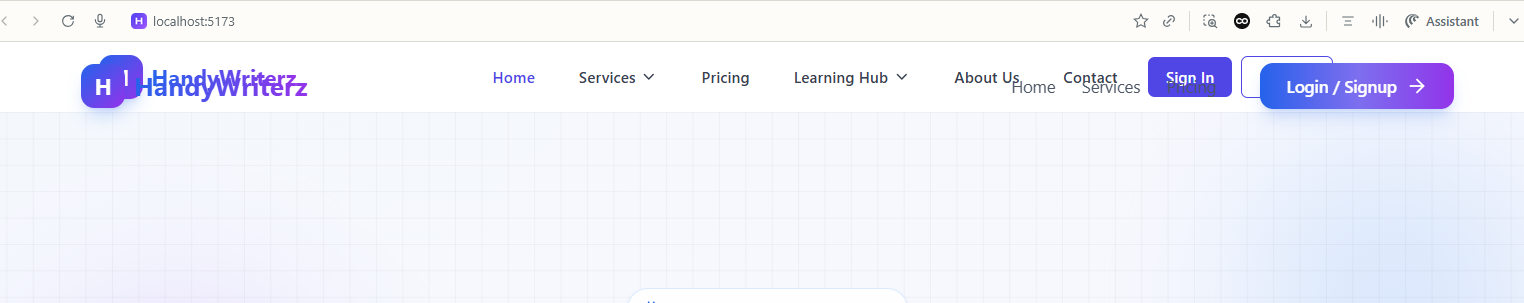 localhost:5173
Assistant
H
HandyWriterz
H
HandyWriterz
Home
Services
Pricing
Learning Hub
About Us
Contact
Sign In
Home
Services
Pricing
Login / Signup